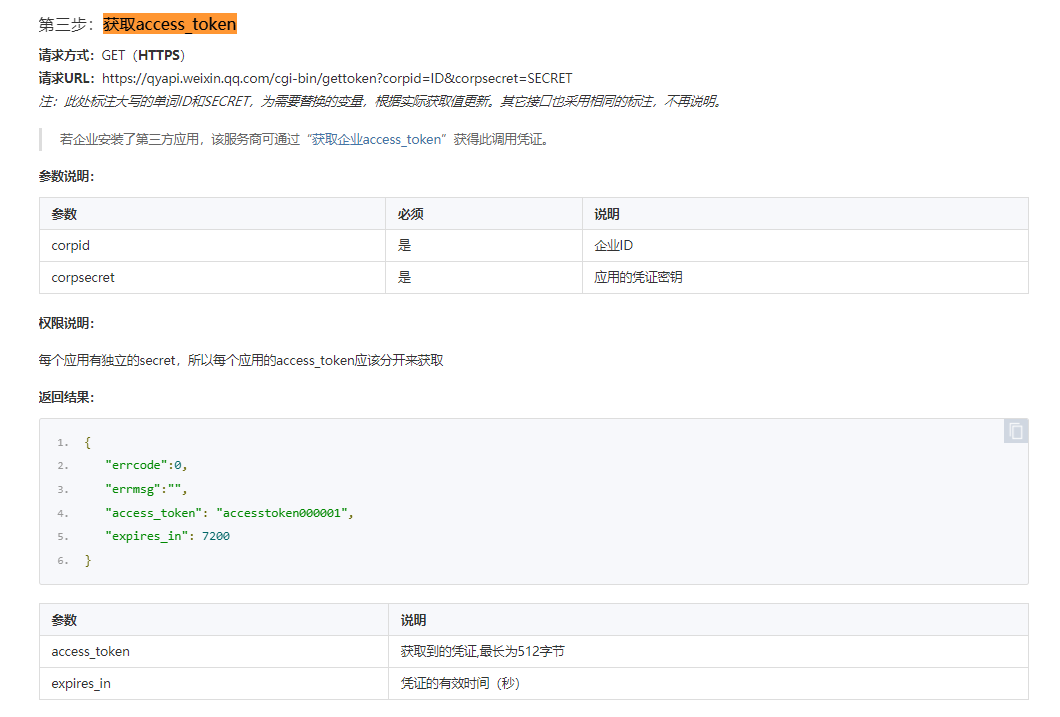 第三步：获取access_token
请求方式：GET（HTTPS）
请求URL：https://qyapi.weixin.qq.com/cgi-bin/gettoken?corpid=ID&corpsecret=SECRET
注：此处标注大写的单词ID和SECRET，为需要替换的变量，根据实际获取值更新。其它接口也采用相同的标注，不再说明。
若企业安装了第三方应用，该服务商可通过“获取企业access_token”获得此调用凭证。
参数说明：
参数 必须 说明
corpid 是 企业ID
corpsecret 是 应用的凭证密钥
权限说明：
每个应用有独立的secret，所以每个应用的access_token应该分开来获取
返回结果：
1. {
2. "errcode":0,
3. "errmsg":"",
4. "access_token": "accesstoken000001",
5. "expires_in": 7200
6. }
参数 说明
access_token 获取到的凭证,最长为512字节
expires_in 凭证的有效时间（秒）